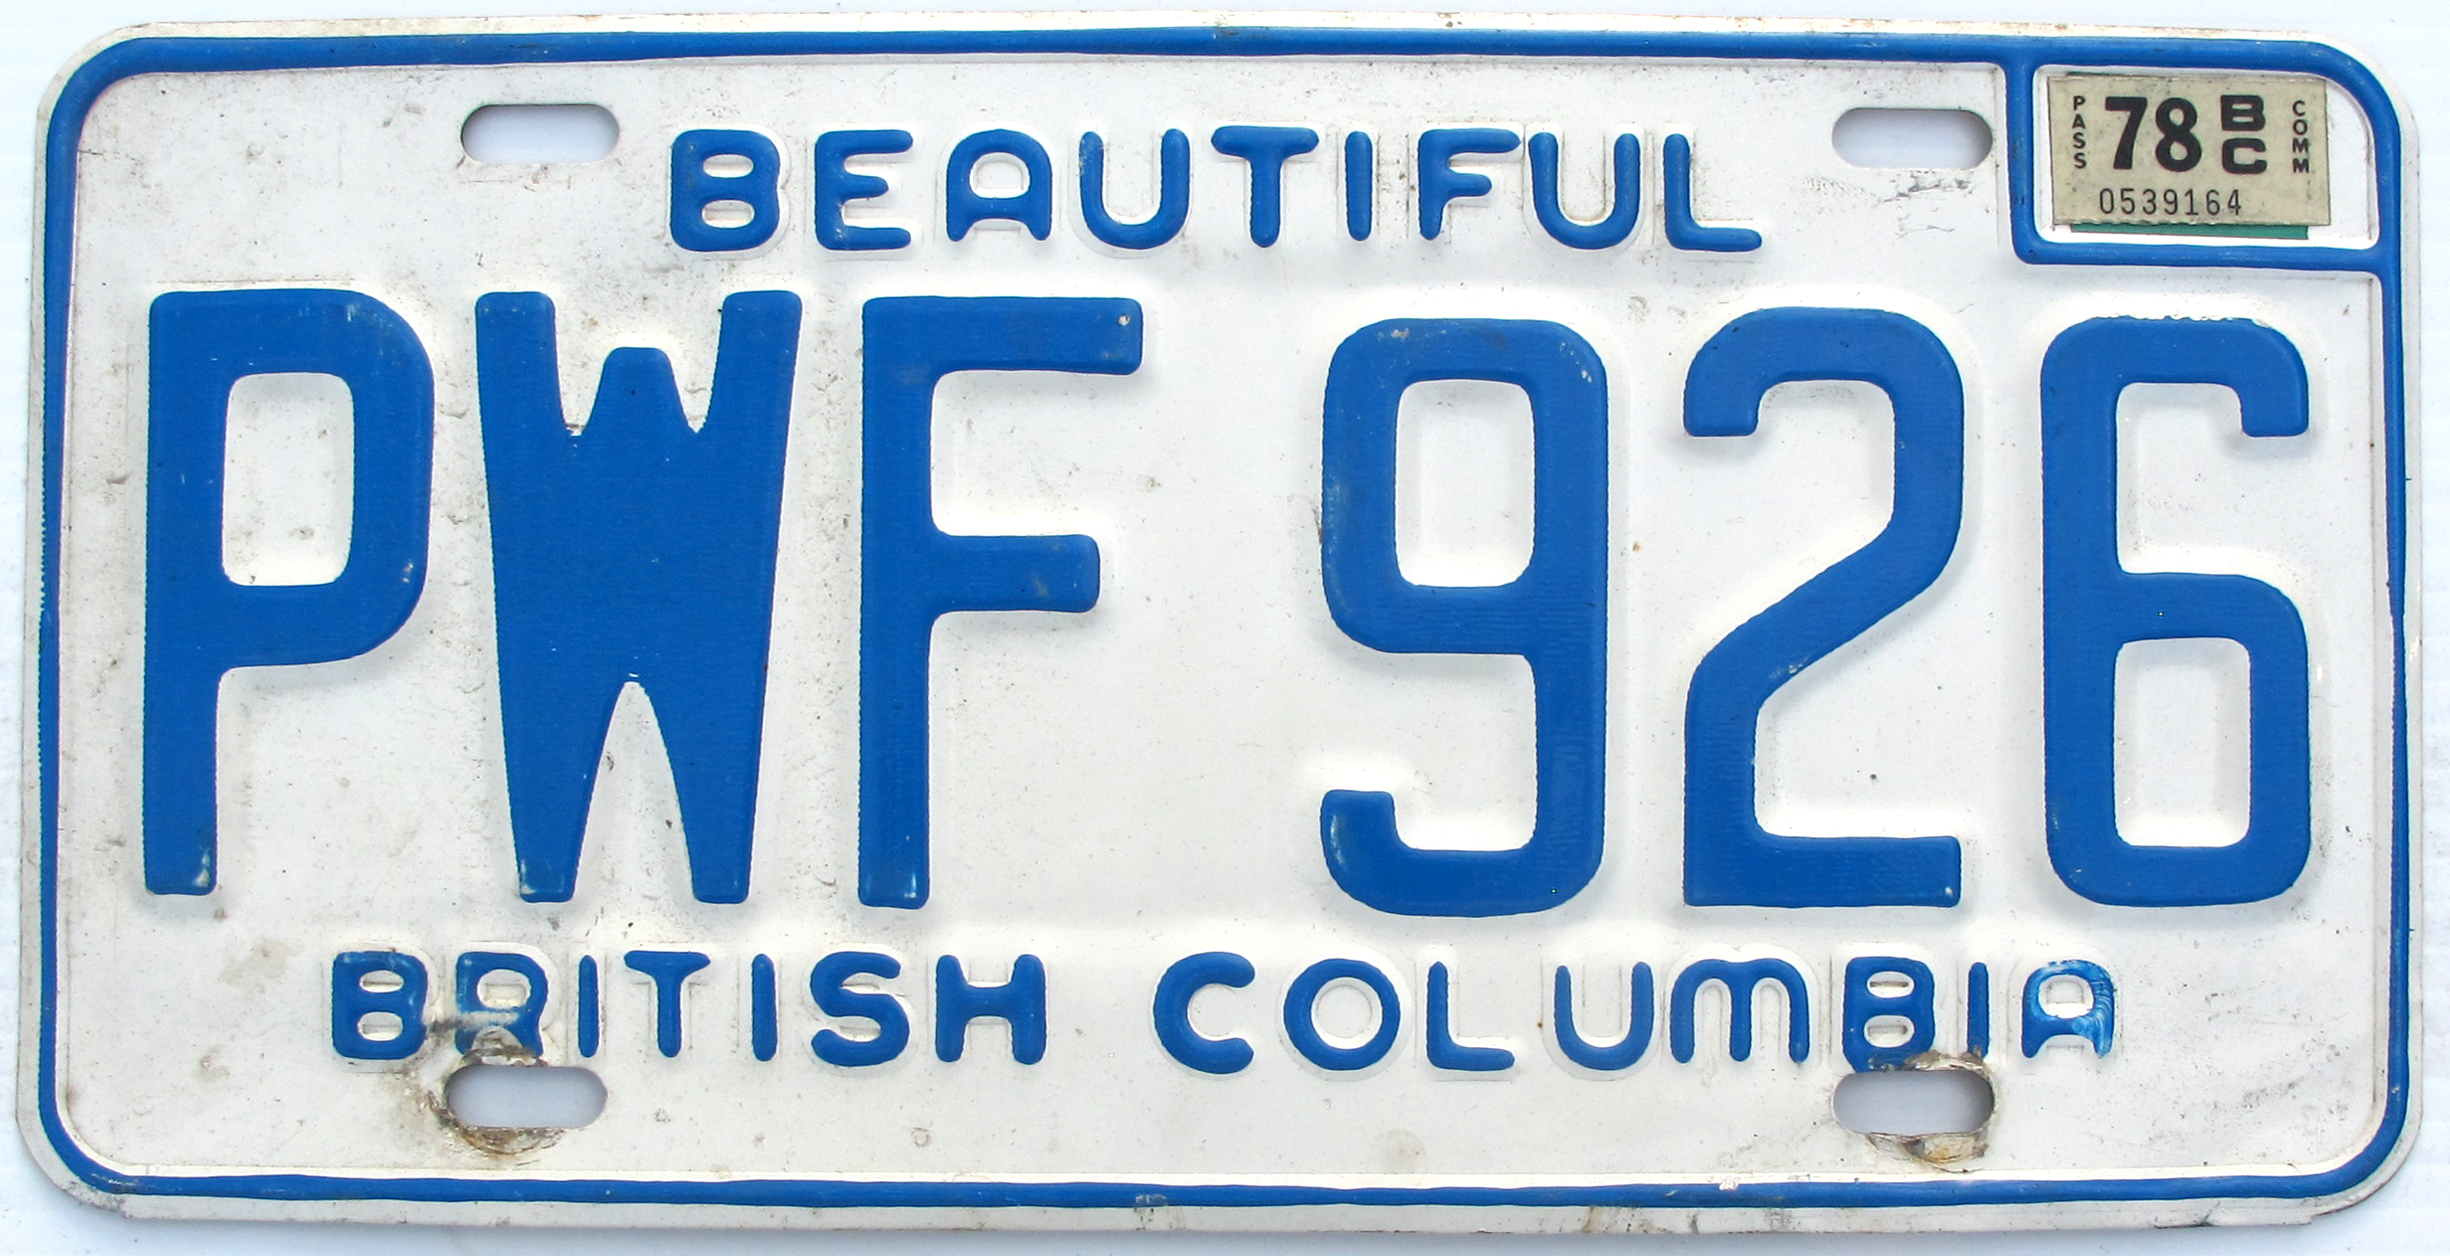 BEAUTIFUL
PASS 78 BC COMM
0539164
PWF 926
BRITISH COLUMBIA